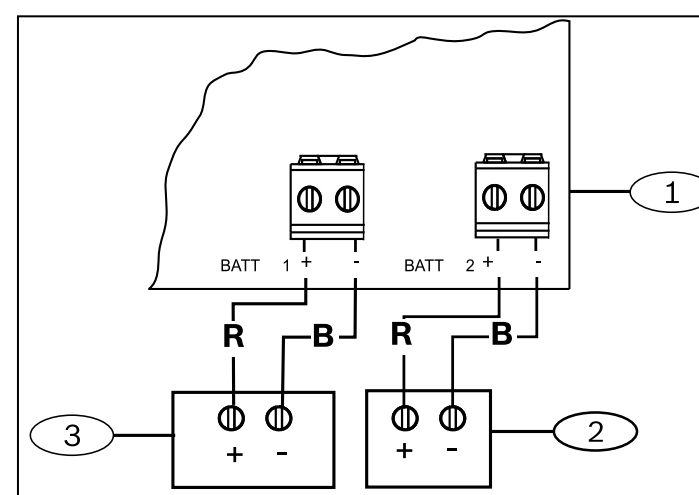 1
BATT 1 + - BATT 2 + -
R B R B
3 2
+ - + -